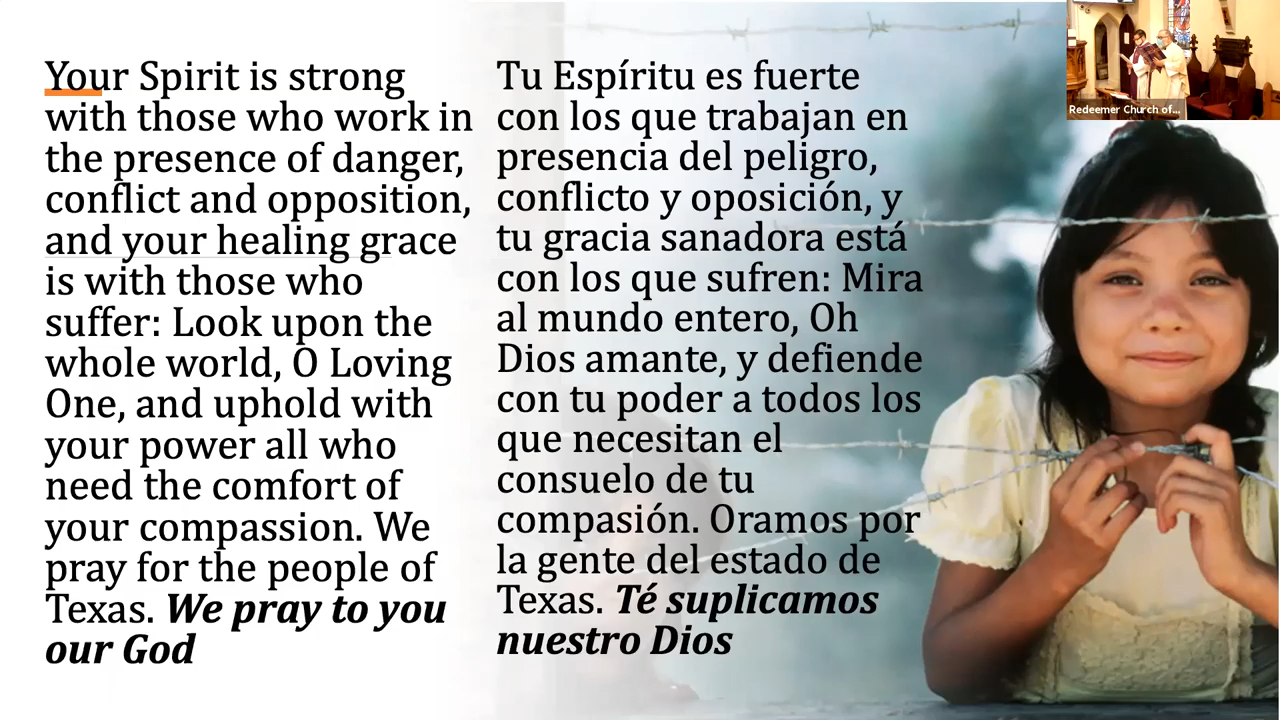 Your Spirit is strong
with those who work in
the presence of danger,
conflict and opposition,
and your healing grace
is with those who
suffer: Look upon the
whole world, O Loving
One, and uphold with
your power all who
need the comfort of
your compassion. We
pray for the people of
Texas. We pray to you
our God
Tu Espíritu es fuerte
con los que trabajan en
presencia del peligro,
conflicto y oposición, y
tu gracia sanadora está
con los que sufren: Mira
al mundo entero, Oh
Dios amante, y defiende
con tu poder a todos los
que necesitan el
consuelo de tu
compasión. Oramos por
la gente del estado de
Texas. Té suplicamos
nuestro Dios
Redeemer Church of...